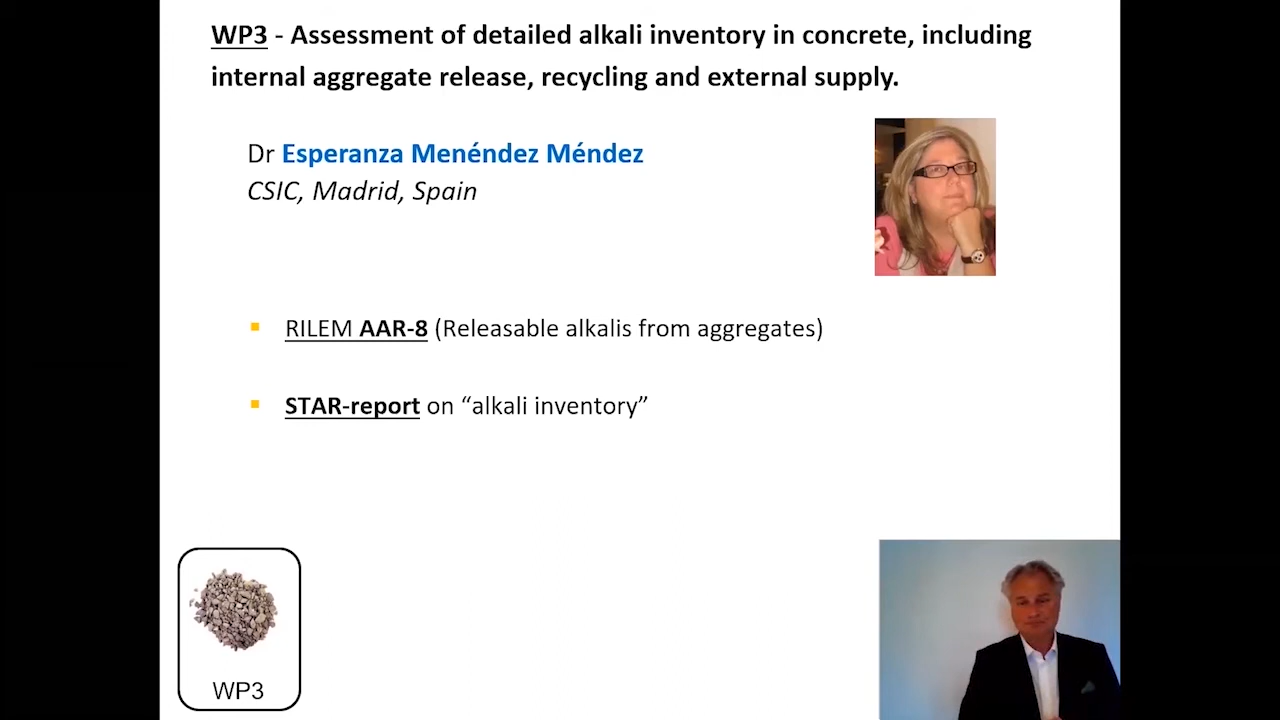 WP3 - Assessment of detailed alkali inventory in concrete, including
internal aggregate release, recycling and external supply.
Dr Esperanza Menéndez Méndez
CSIC, Madrid, Spain
RILEM AAR-8 (Releasable alkalis from aggregates)
STAR-report on “alkali inventory”
WP3